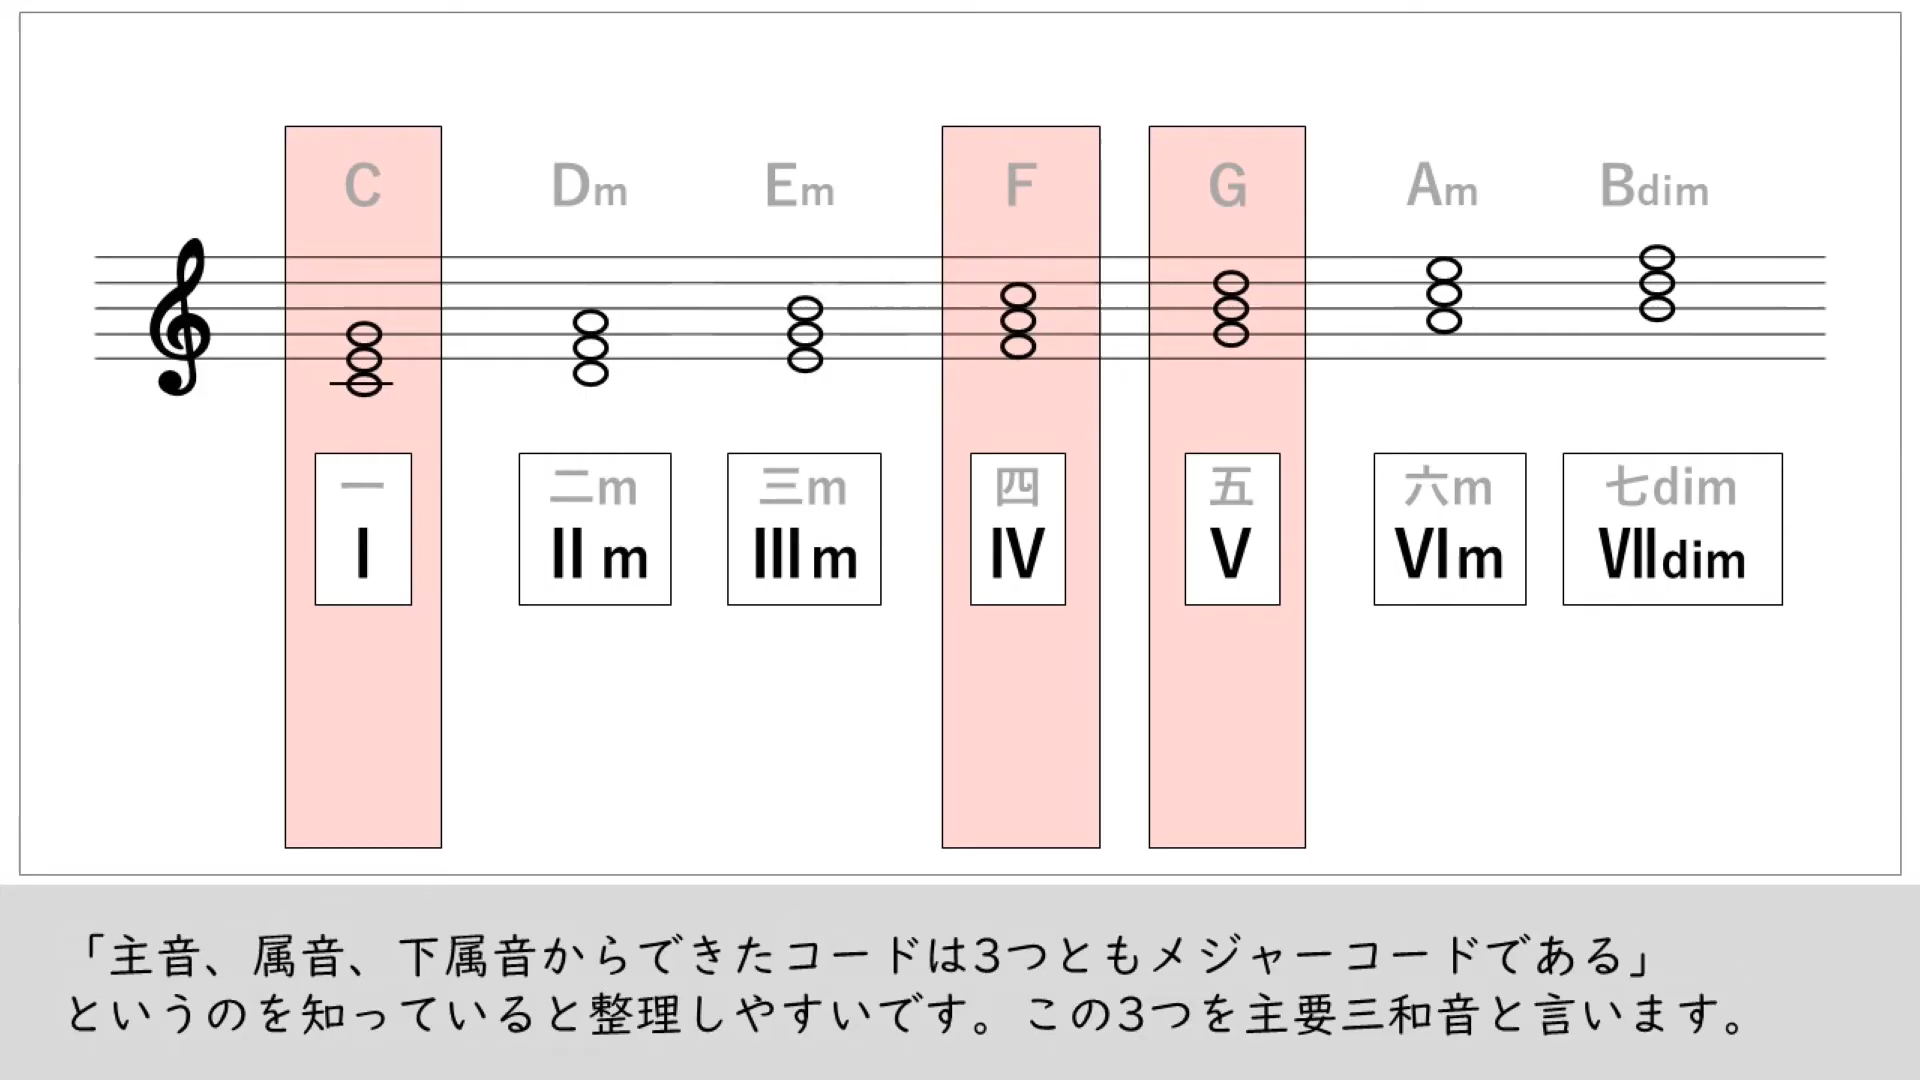 C Dm Em F G Am Bdim
一 二m 三m 四 五 六m 七dim
Ⅰ Ⅱm Ⅲm Ⅳ Ⅴ Ⅵm Ⅶdim
「主音、属音、下属音からできたコードは3つともメジャーコードである」
というのを知っていると整理しやすいです。この3つを主要三和音と言います。